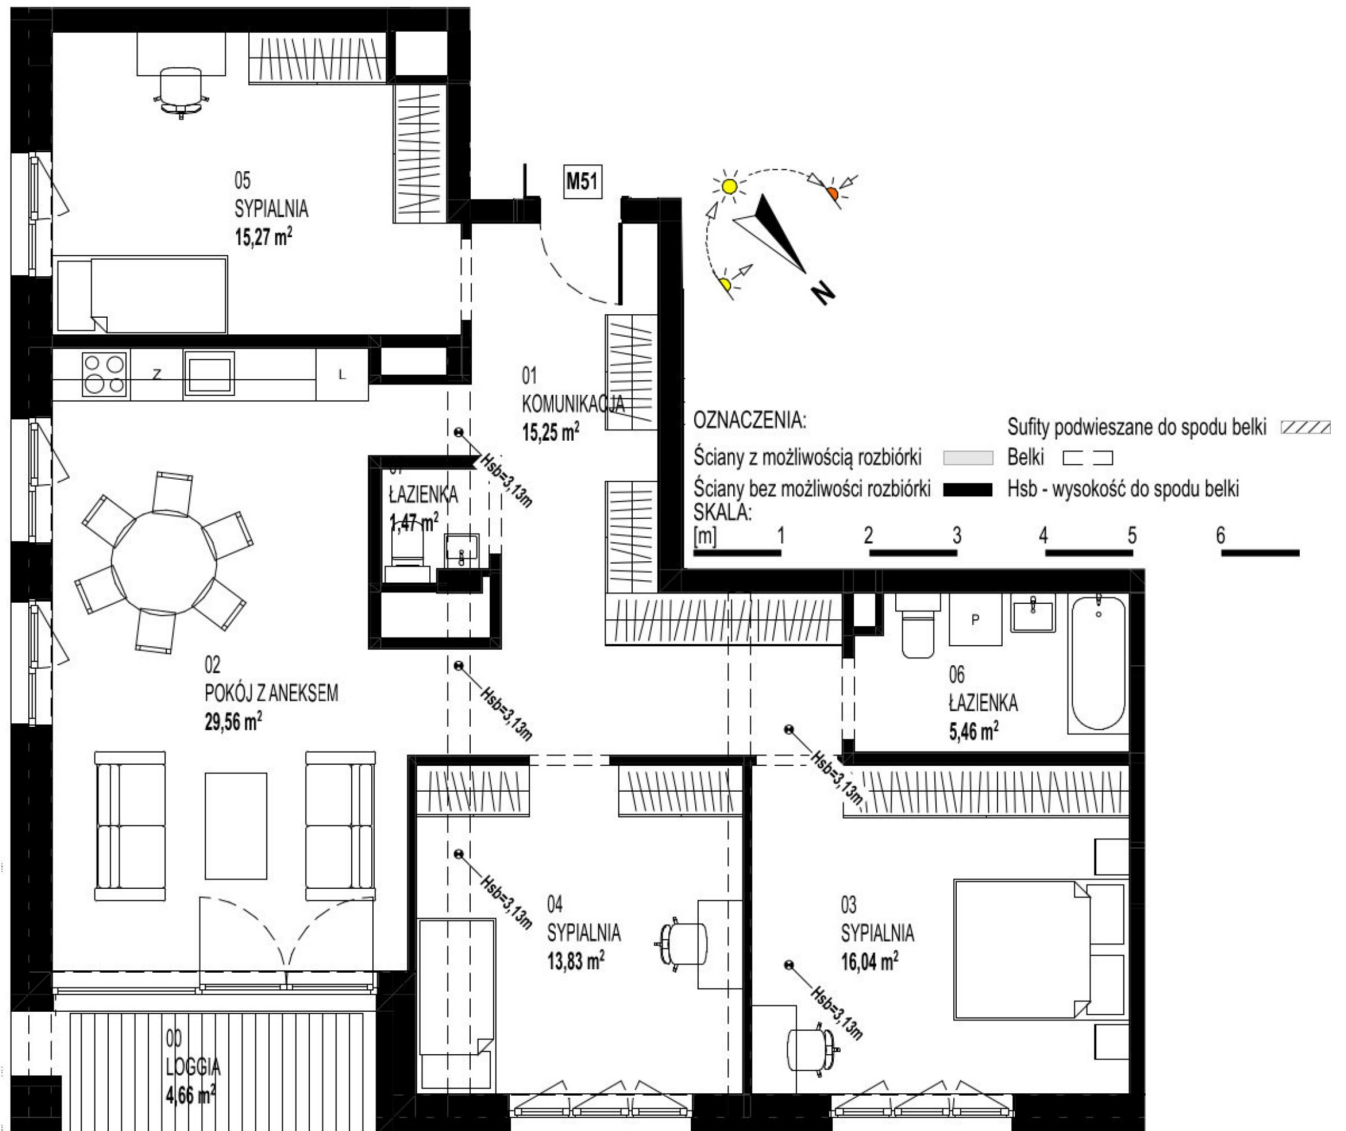 M51
05
SYPIALNIA
15,27 m²
N
Z
L
01
KOMUNIKACJA
15,25 m²
OZNACZENIA:
Ściany z możliwością rozbiórki
Ściany bez możliwości rozbiórki
Sufity podwieszane do spodu belki
Belki
Hsb - wysokość do spodu belki
SKALA:
[m] 1 2 3 4 5 6
Hsb=3,13m
07
ŁAZIENKA
1,47 m²
P
02
POKÓJ Z ANEKSEM
29,56 m²
Hsb=3,13m
06
ŁAZIENKA
5,46 m²
Hsb=3,13m
Hsb=3,13m
04
SYPIALNIA
13,83 m²
03
SYPIALNIA
16,04 m²
Hsb=3,13m
00
LOGGIA
4,66 m²